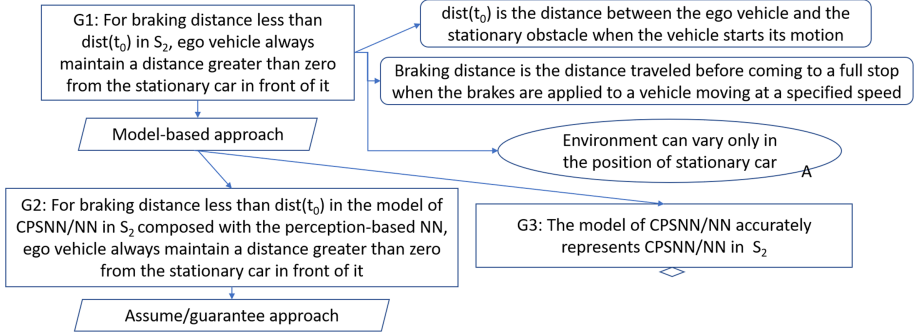 G1: For braking distance less than
dist(t₀) in S₂, ego vehicle always
maintain a distance greater than zero
from the stationary car in front of it
dist(t₀) is the distance between the ego vehicle and the
stationary obstacle when the vehicle starts its motion
Braking distance is the distance traveled before coming to a full stop
when the brakes are applied to a vehicle moving at a specified speed
Model-based approach
Environment can vary only in
the position of stationary car
A
G2: For braking distance less than dist(t₀) in the model of
CPSNN/NN in S₂ composed with the perception-based NN,
ego vehicle always maintain a distance greater than zero
from the stationary car in front of it
G3: The model of CPSNN/NN accurately
represents CPSNN/NN in S₂
Assume/guarantee approach